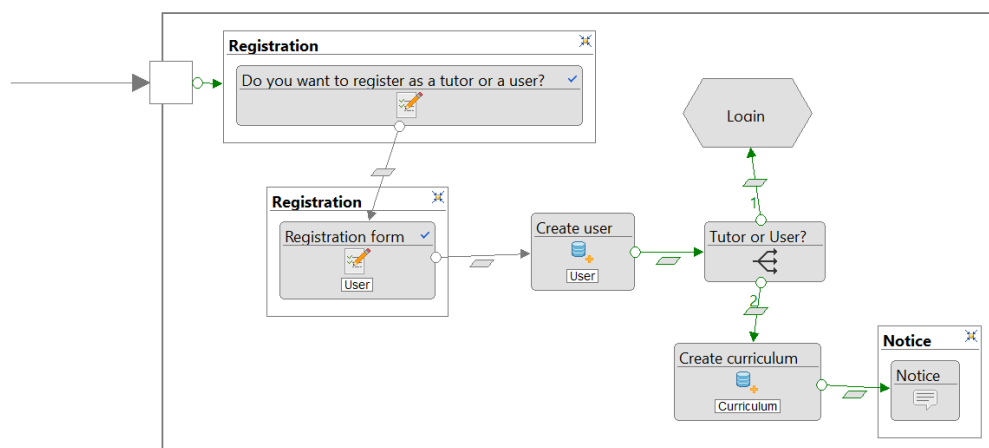 Registration
Do you want to register as a tutor or a user?
Login
1
Registration
Registration form
User
Create user
User
Tutor or User?
2
Create curriculum
Curriculum
Notice
Notice